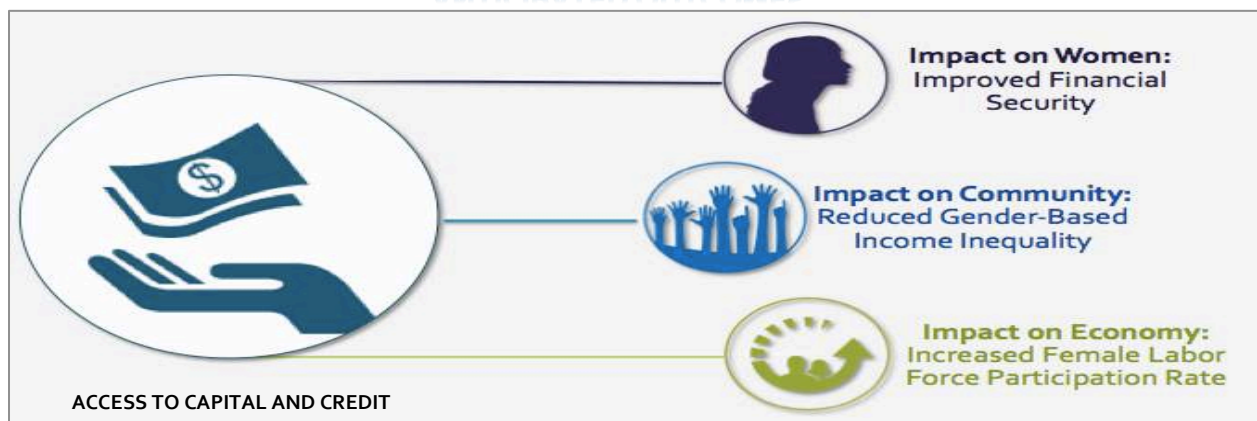 Impact on Women:
Improved Financial
Security
$
Impact on Community:
Reduced Gender-Based
Income Inequality
Impact on Economy:
Increased Female Labor
Force Participation Rate
ACCESS TO CAPITAL AND CREDIT